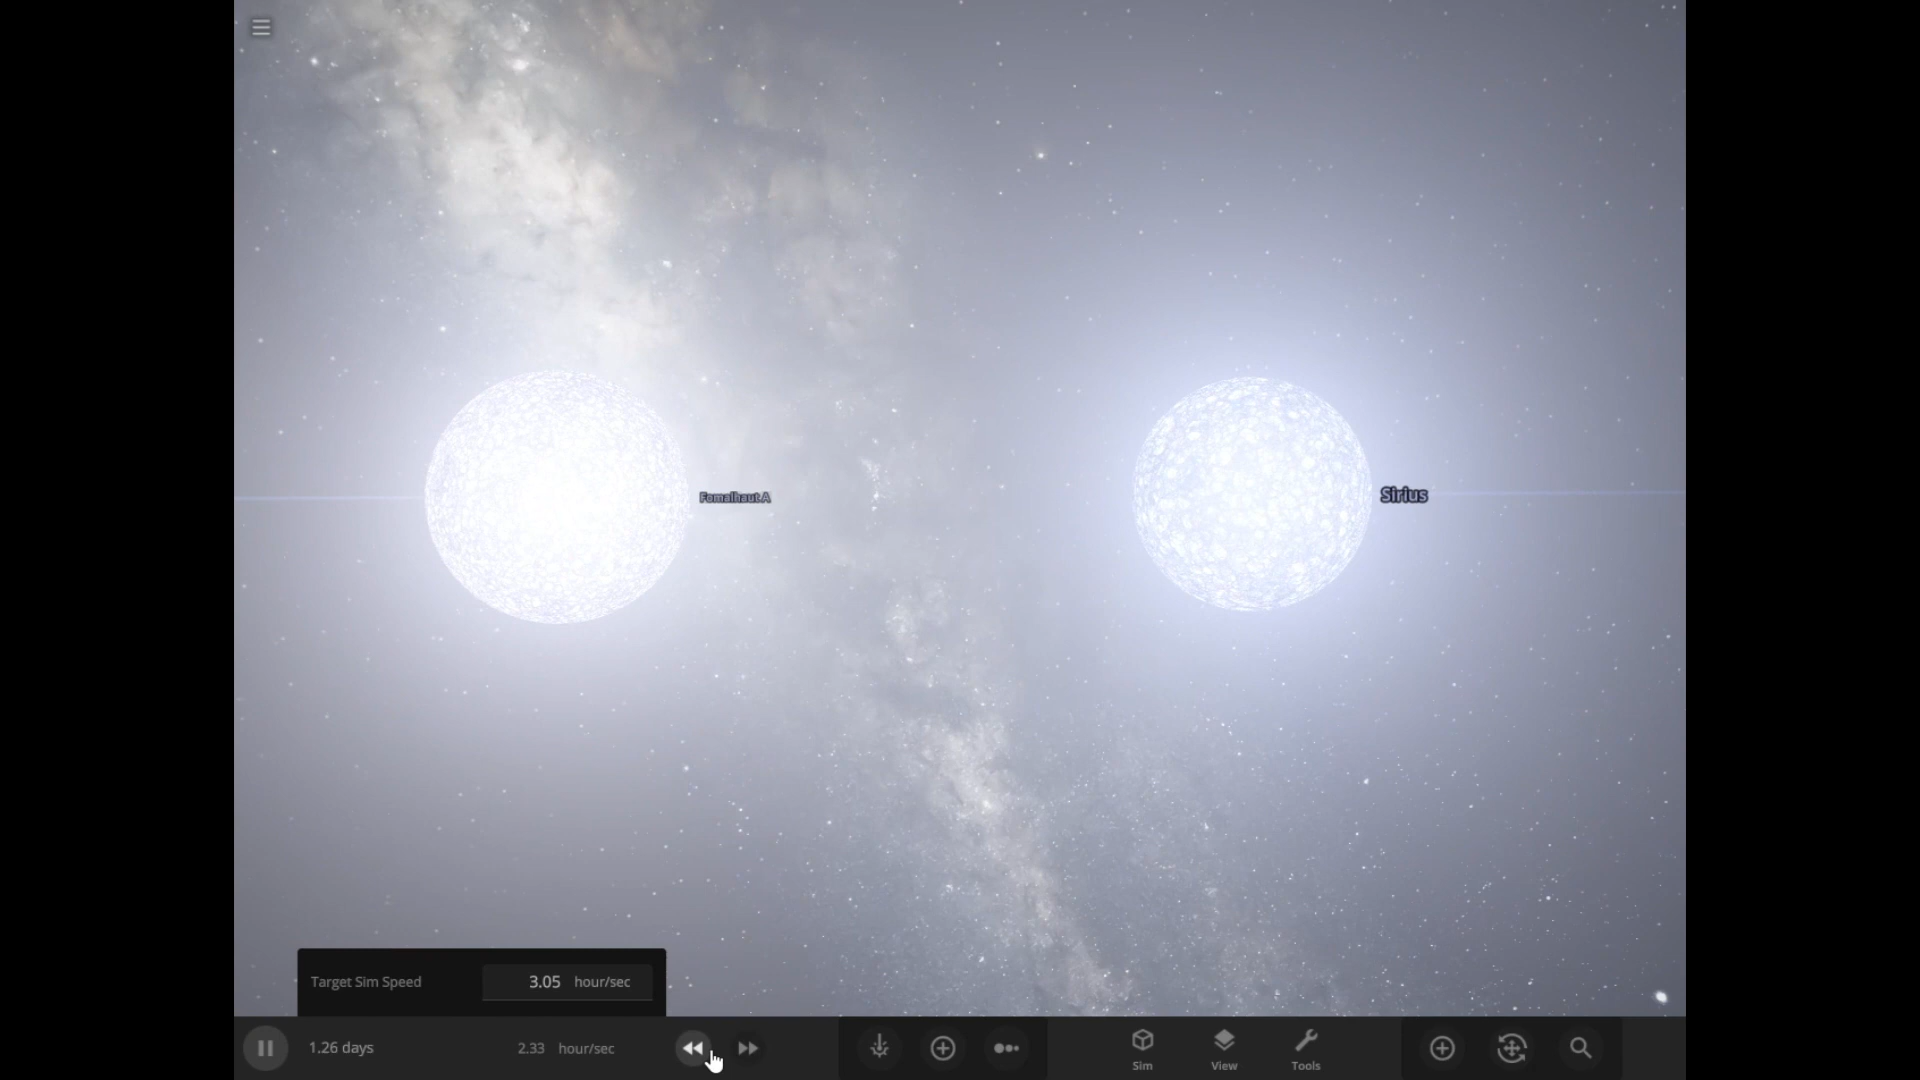 Fomalhaut A
Sirius
Target Sim Speed 3.05 hour/sec
1.26 days 2.33 hour/sec
Sim View Tools